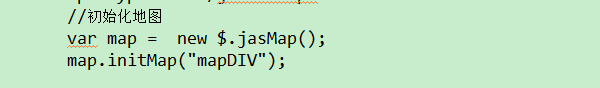 //初始化地图
var map =  new $.jasMap();
map.initMap("mapDIV");